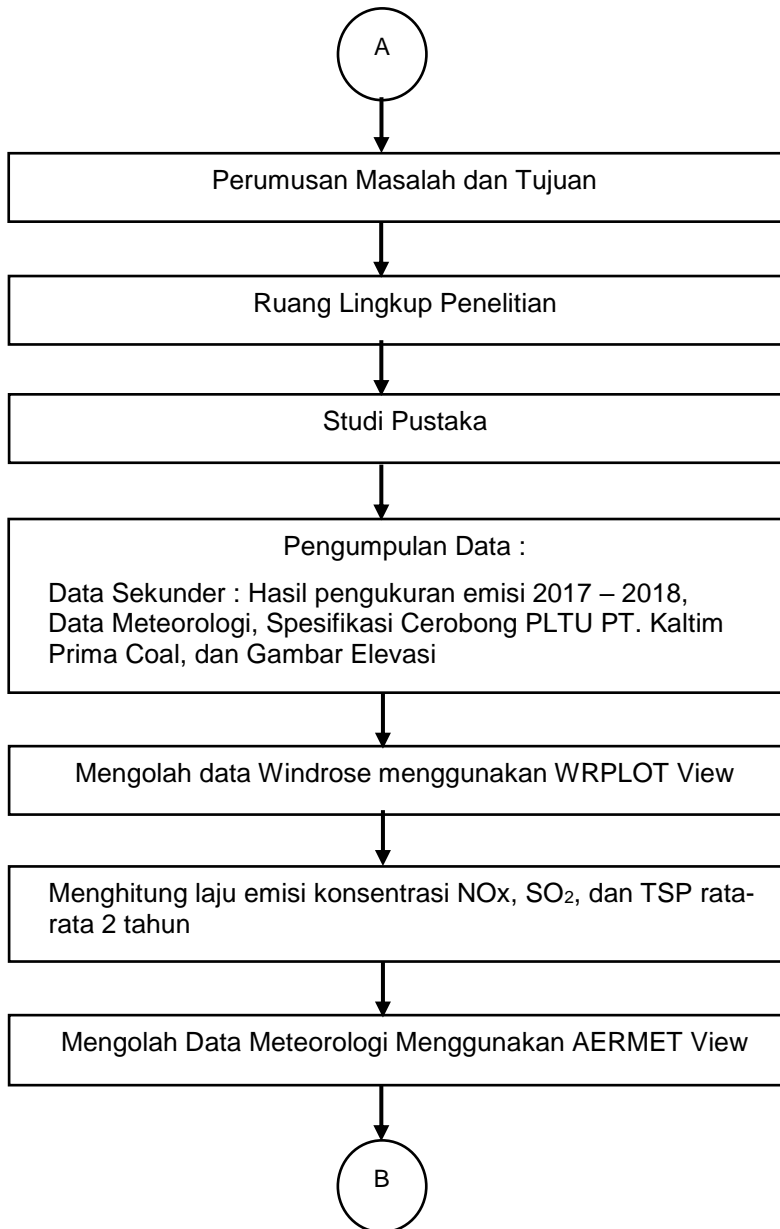 A
Perumusan Masalah dan Tujuan
Ruang Lingkup Penelitian
Studi Pustaka
Pengumpulan Data :
Data Sekunder : Hasil pengukuran emisi 2017 – 2018,
Data Meteorologi, Spesifikasi Cerobong PLTU PT. Kaltim
Prima Coal, dan Gambar Elevasi
Mengolah data Windrose menggunakan WRPLOT View
Menghitung laju emisi konsentrasi NOx, SO₂, dan TSP rata-
rata 2 tahun
Mengolah Data Meteorologi Menggunakan AERMET View
B